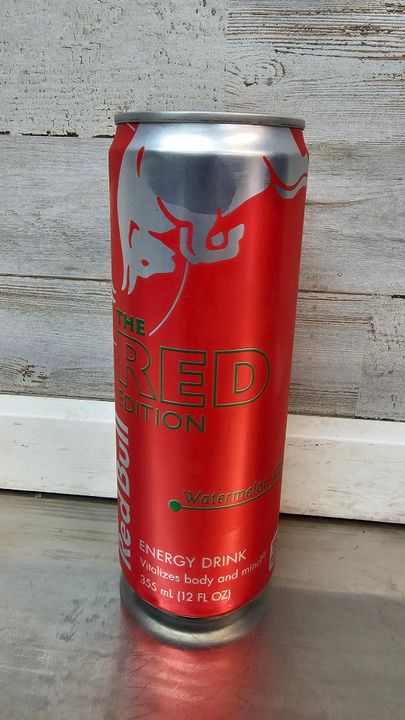 THE
RED
EDITION
Red Bull
Watermelon
ENERGY DRINK
Vitalizes body and mind®
355 mL (12 FL OZ)